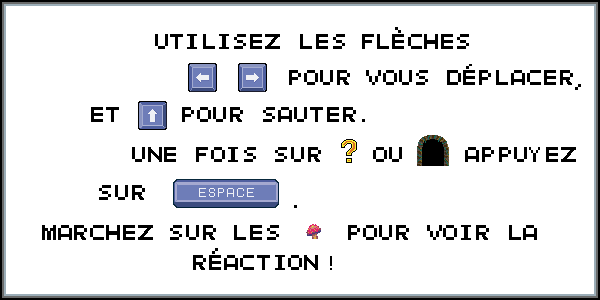 UTILISEZ LES FLÈCHES
← → POUR VOUS DÉPLACER,
ET ↑ POUR SAUTER.
UNE FOIS SUR ? OU APPUYEZ
SUR ESPACE .
MARCHEZ SUR LES POUR VOIR LA
RÉACTION !